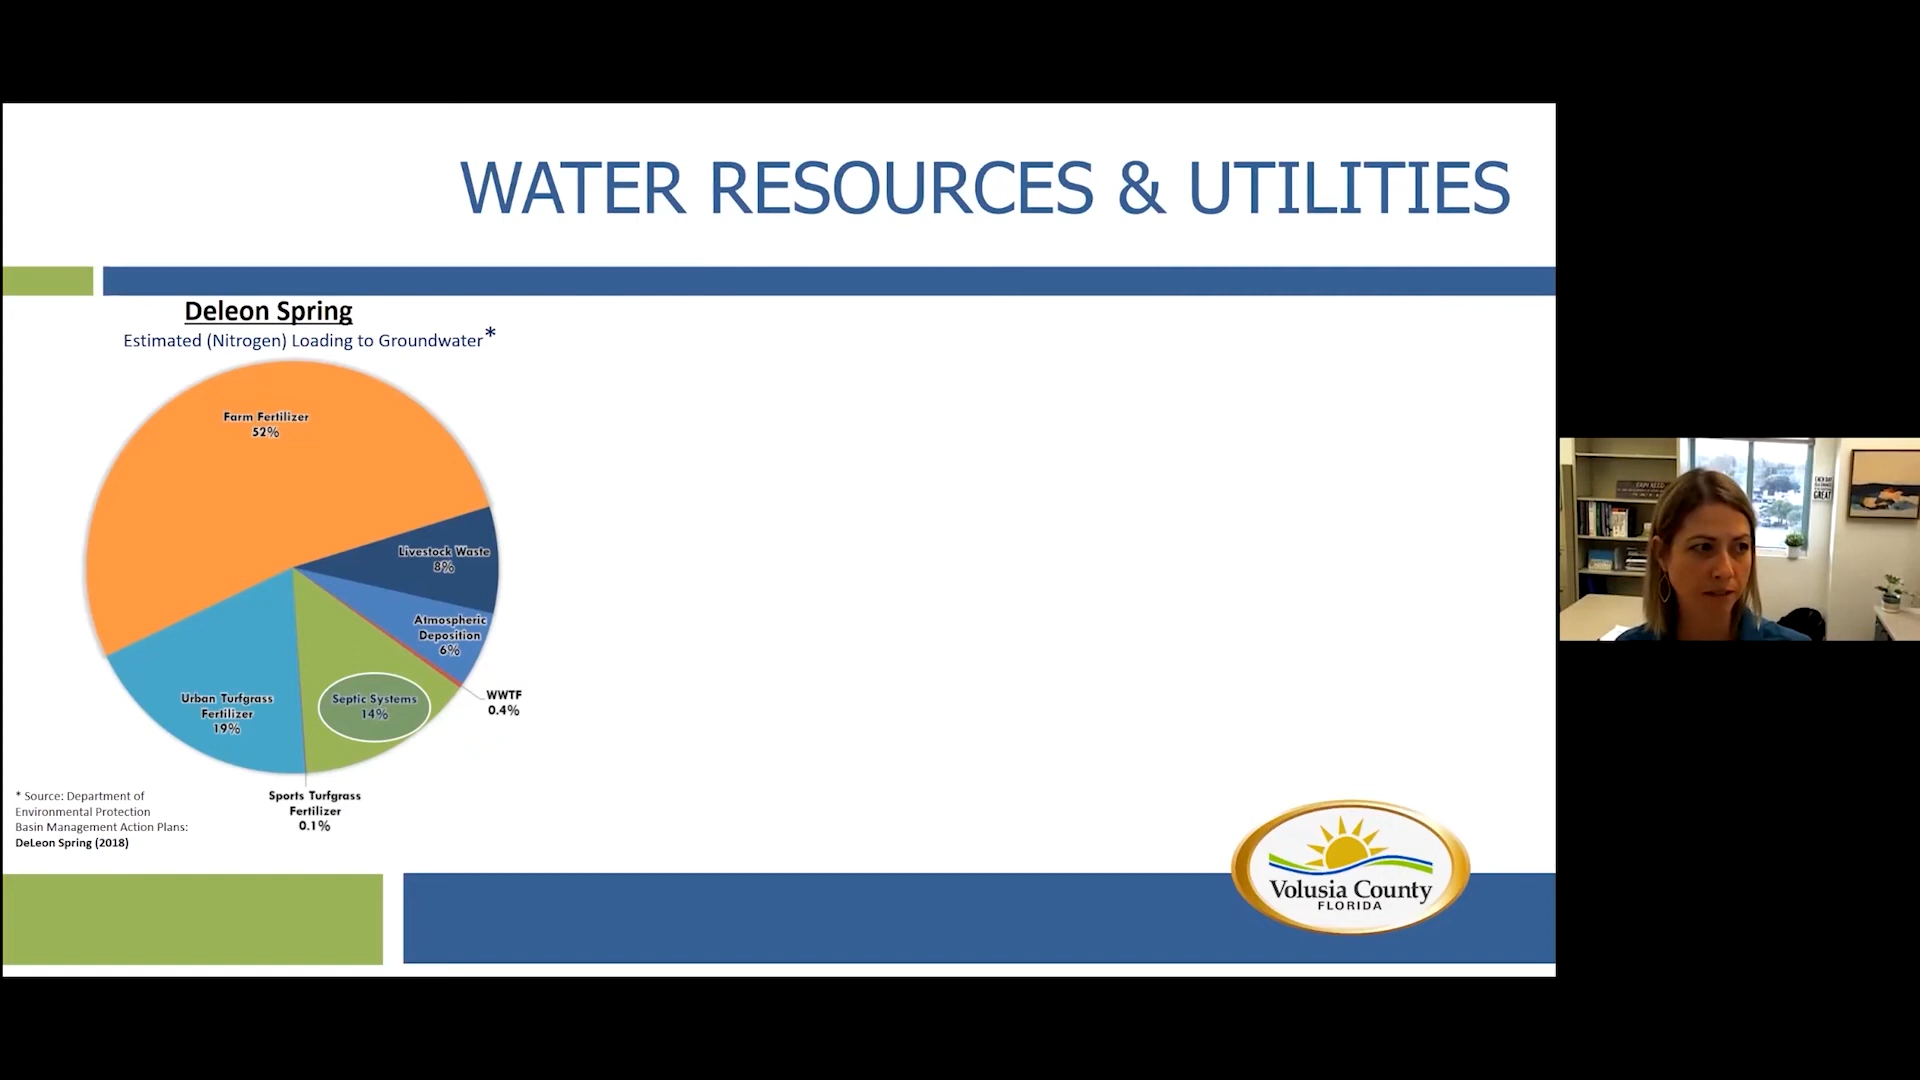 WATER RESOURCES & UTILITIES
Deleon Spring
Estimated (Nitrogen) Loading to Groundwater*
Farm Fertilizer
52%
Livestock Waste
8%
Atmospheric
Deposition
6%
WWTF
0.4%
Septic Systems
14%
Urban Turfgrass
Fertilizer
19%
Sports Turfgrass
Fertilizer
0.1%
* Source: Department of
Environmental Protection
Basin Management Action Plans:
DeLeon Spring (2018)
Volusia County
FLORIDA
GREAT